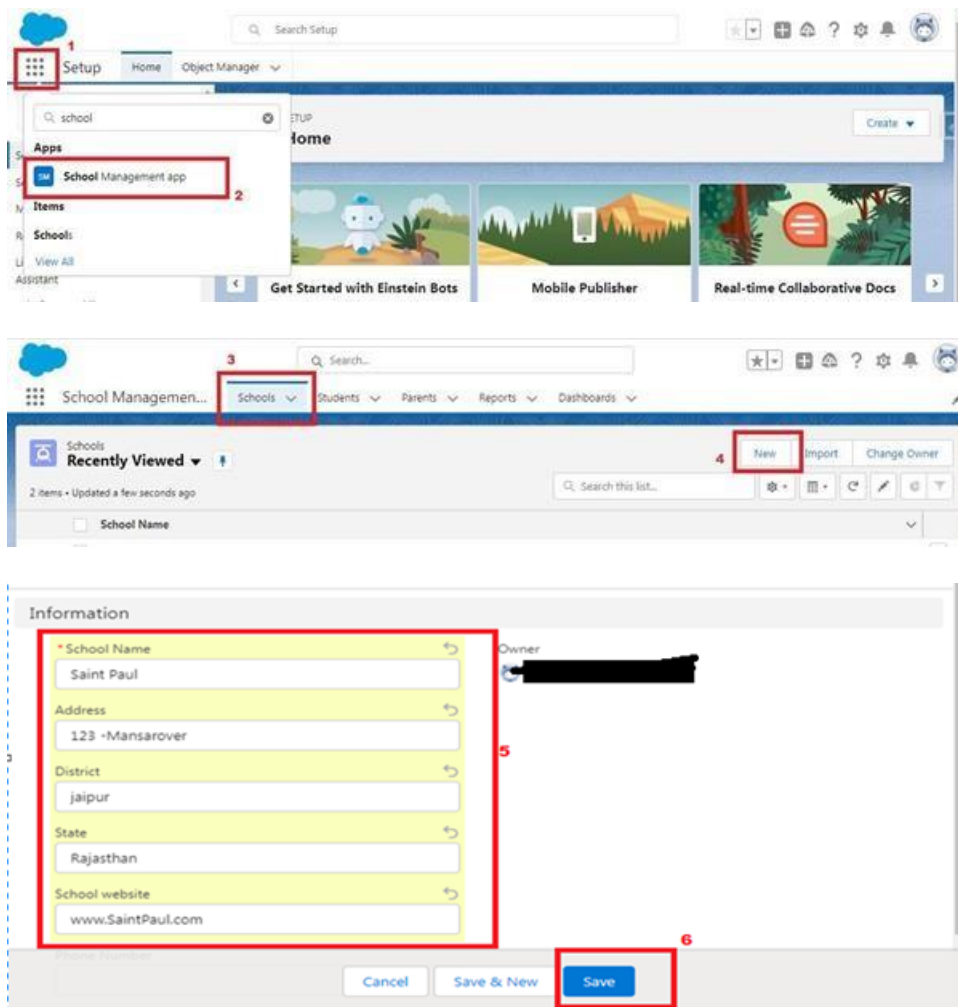 Search Setup
1
Setup Home Object Manager
school
Apps
SM School Management app
2
Items
Schools
View All
Assistant
SETUP
Home
Create
Get Started with Einstein Bots
Mobile Publisher
Real-time Collaborative Docs
3
Search...
School Managemen... Schools Students Parents Reports Dashboards
Schools
Recently Viewed
4
New Import Change Owner
2 items • Updated a few seconds ago
Search this list...
School Name
Information
*School Name
Saint Paul
Owner
Address
123 -Mansarover
5
District
jaipur
State
Rajasthan
School website
www.SaintPaul.com
6
Phone Number
Cancel Save & New Save